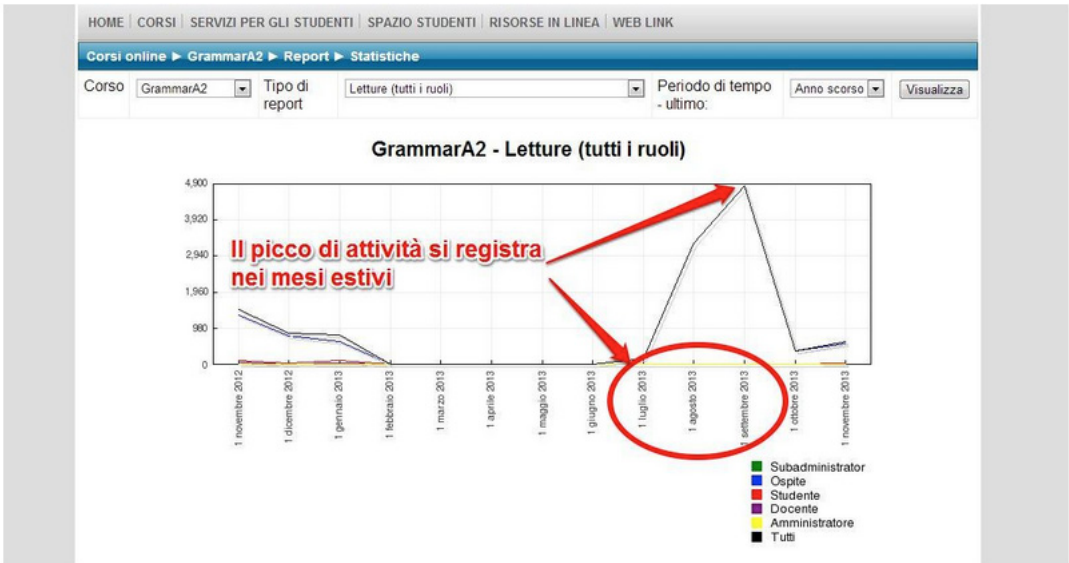 HOME | CORSI | SERVIZI PER GLI STUDENTI | SPAZIO STUDENTI | RISORSE IN LINEA | WEB LINK
Corsi online ► GrammarA2 ► Report ► Statistiche
Corso GrammarA2 Tipo di report Letture (tutti i ruoli) Periodo di tempo - ultimo: Anno scorso Visualizza
GrammarA2 - Letture (tutti i ruoli)
4,900
3,920
2,940
1,960
980
0
Il picco di attività si registra
nei mesi estivi
1 novembre 2012
1 dicembre 2012
1 gennaio 2013
1 febbraio 2013
1 marzo 2013
1 aprile 2013
1 maggio 2013
1 giugno 2013
1 luglio 2013
1 agosto 2013
1 settembre 2013
1 ottobre 2013
1 novembre 2013
Subadministrator
Ospite
Studente
Docente
Amministratore
Tutti